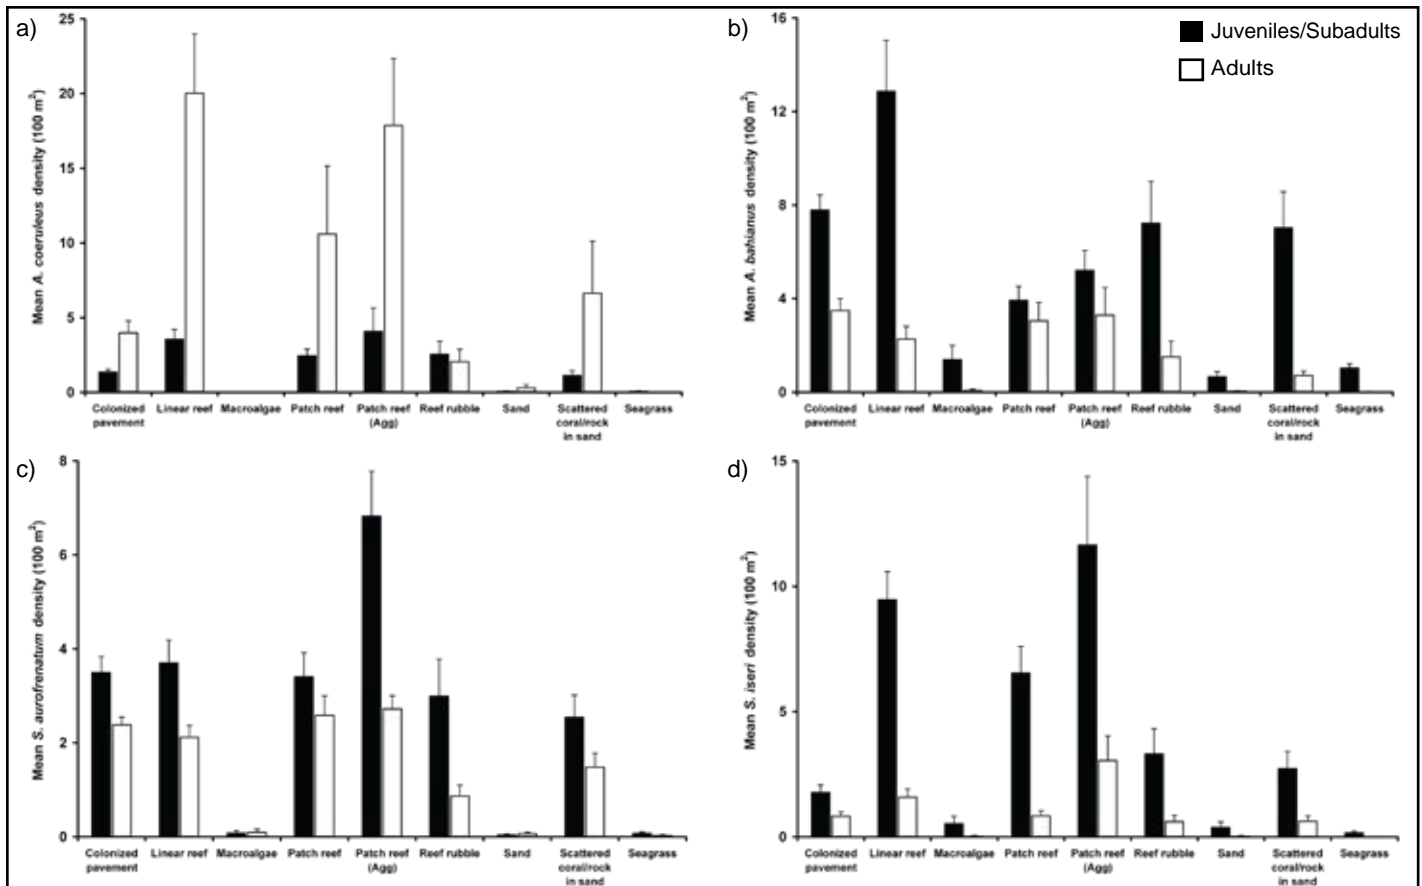 a)
Mean A. coeruleus density (100 m²)
25
20
15
10
5
0
Colonized
pavement
Linear reef
Macroalgae
Patch reef
Patch reef
(Agg)
Reef rubble
Sand
Scattered
coral/rock
in sand
Seagrass
b)
Juveniles/Subadults
Adults
Mean A. bahianus density (100 m²)
16
12
8
4
0
Colonized
pavement
Linear reef
Macroalgae
Patch reef
Patch reef
(Agg)
Reef rubble
Sand
Scattered
coral/rock
in sand
Seagrass
c)
Mean S. aurofrenatum density (100 m²)
8
6
4
2
0
Colonized
pavement
Linear reef
Macroalgae
Patch reef
Patch reef
(Agg)
Reef rubble
Sand
Scattered
coral/rock
in sand
Seagrass
d)
Mean S. iseri density (100 m²)
15
10
5
0
Colonized
pavement
Linear reef
Macroalgae
Patch reef
Patch reef
(Agg)
Reef rubble
Sand
Scattered
coral/rock
in sand
Seagrass